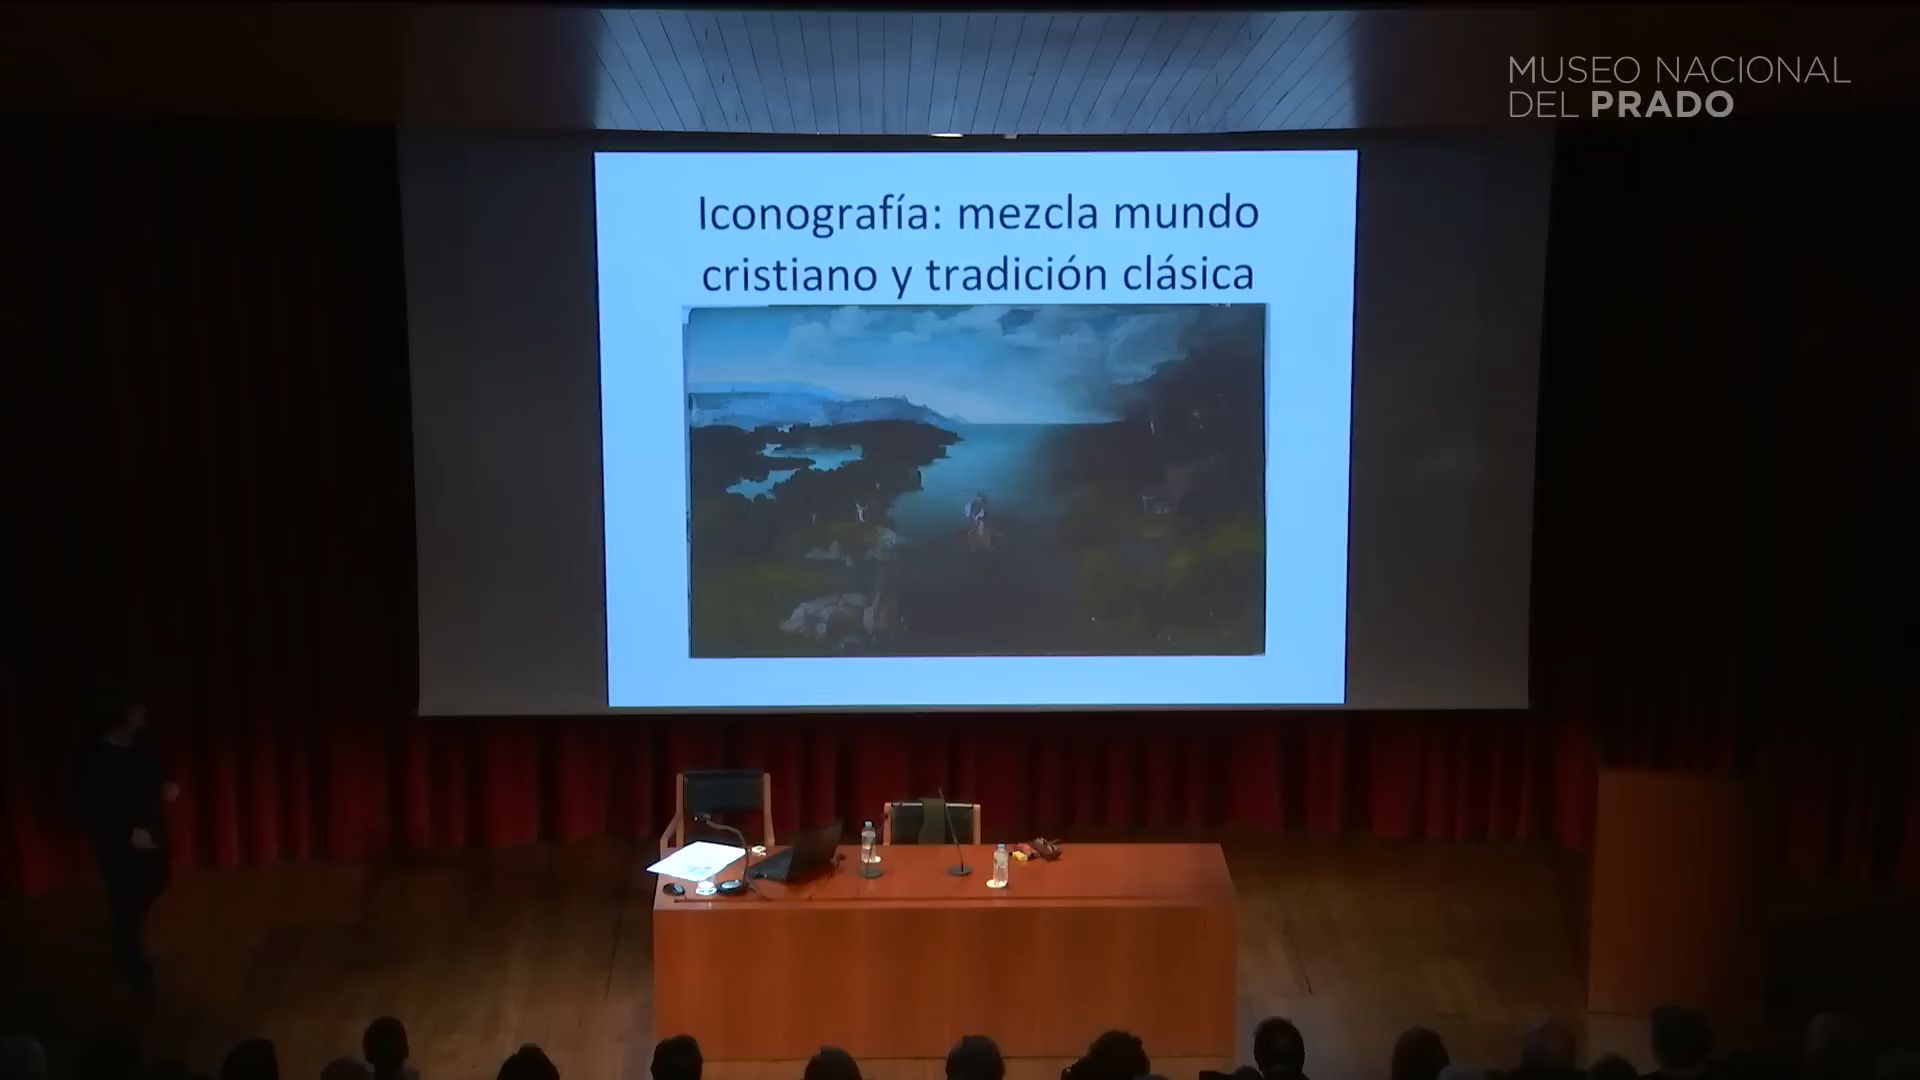 MUSEO NACIONAL
DEL PRADO
Iconografía: mezcla mundo
cristiano y tradición clásica